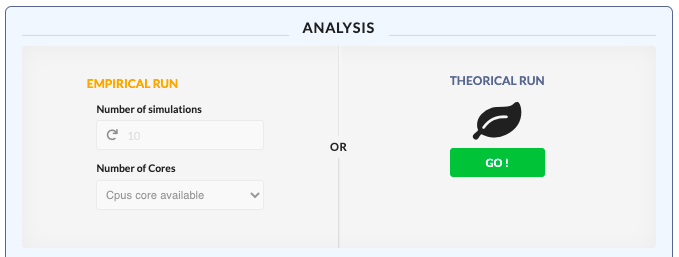 ANALYSIS
EMPIRICAL RUN
Number of simulations
10
Number of Cores
Cpus core available
OR
THEORICAL RUN
GO !